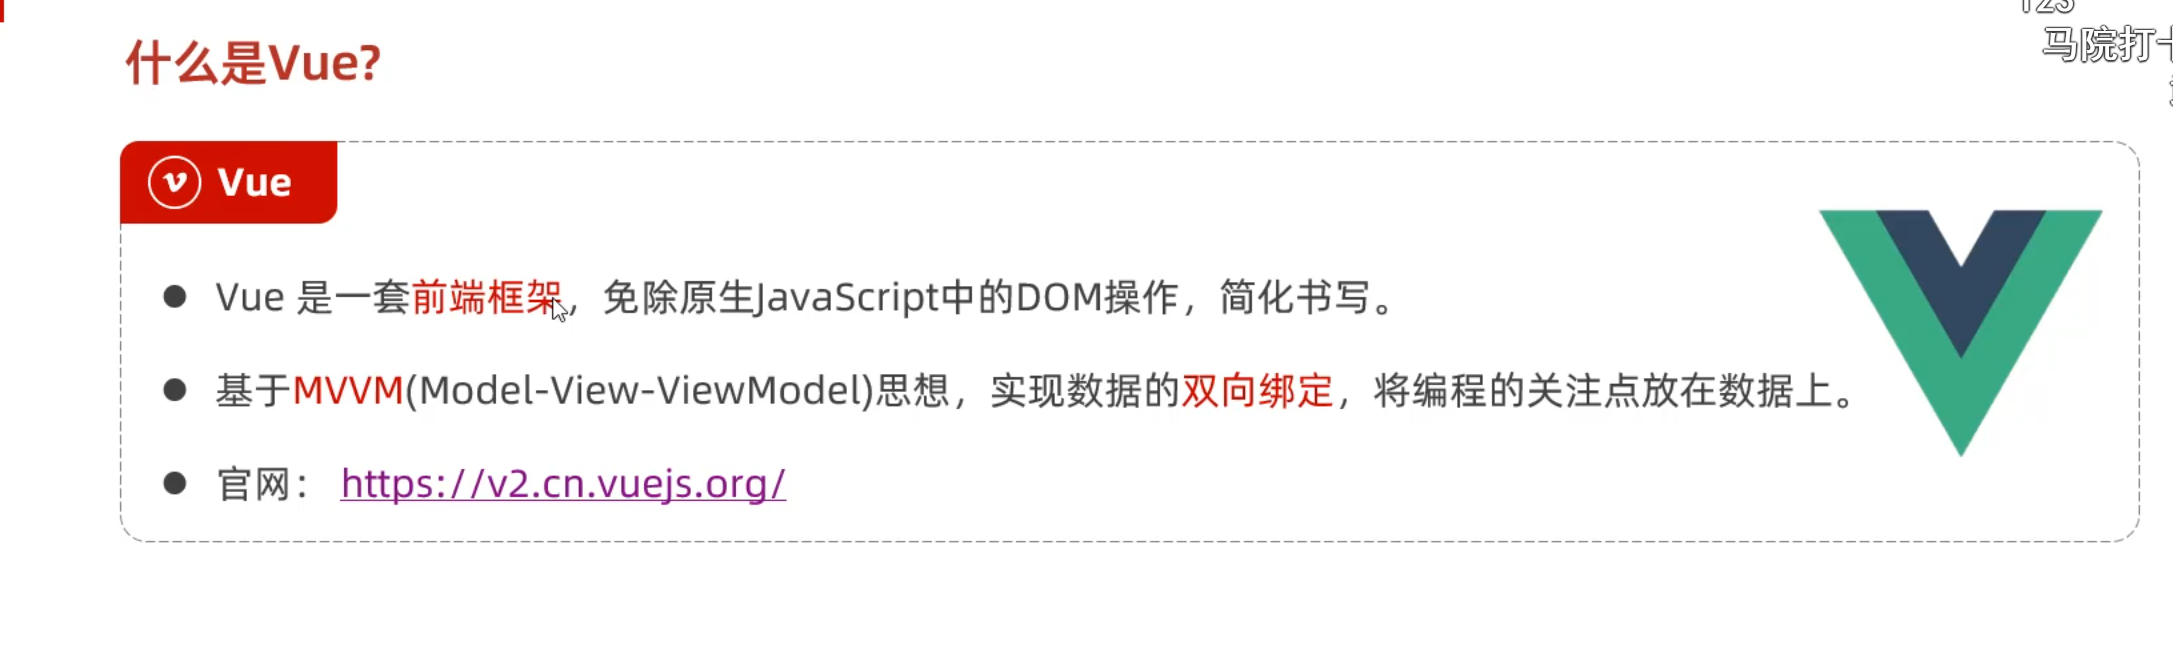 123
马院打卡
什么是Vue?
Vue
Vue 是一套前端框架，免除原生JavaScript中的DOM操作，简化书写。
基于MVVM(Model-View-ViewModel)思想，实现数据的双向绑定，将编程的关注点放在数据上。
官网： https://v2.cn.vuejs.org/